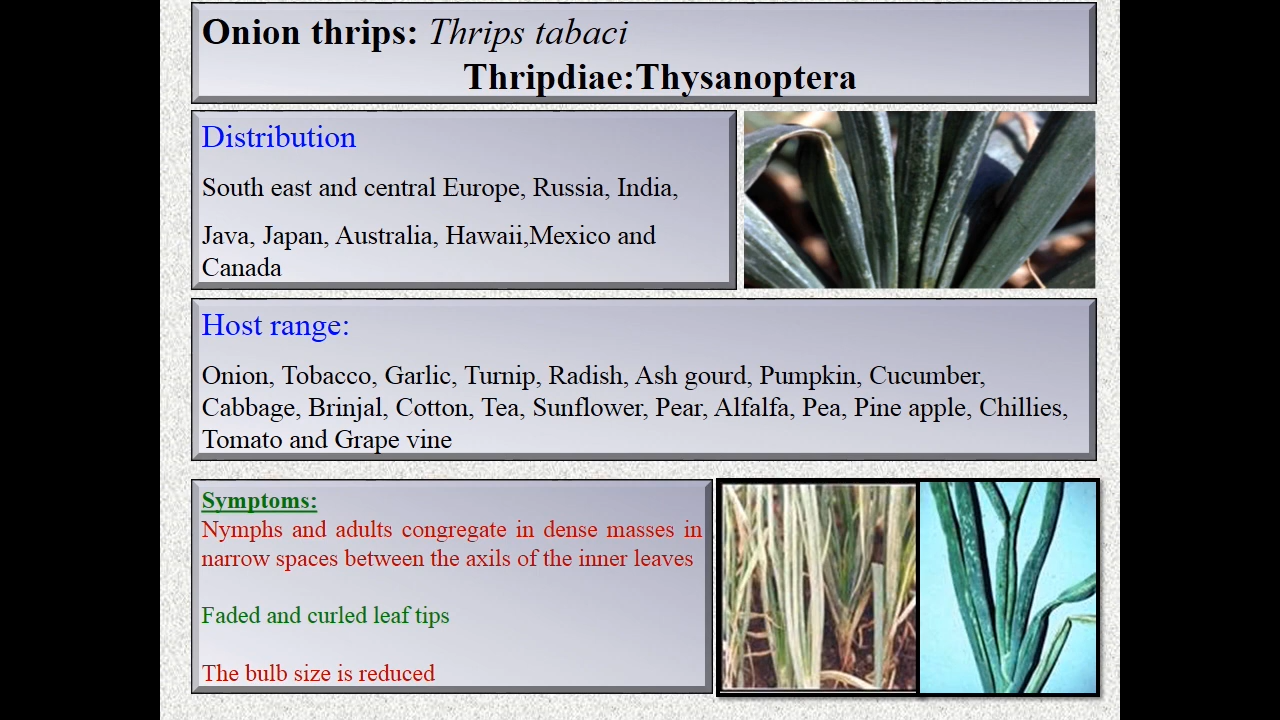 Onion thrips: Thrips tabaci
Thripdiae:Thysanoptera
Distribution
South east and central Europe, Russia, India,
Java, Japan, Australia, Hawaii,Mexico and
Canada
Host range:
Onion, Tobacco, Garlic, Turnip, Radish, Ash gourd, Pumpkin, Cucumber,
Cabbage, Brinjal, Cotton, Tea, Sunflower, Pear, Alfalfa, Pea, Pine apple, Chillies,
Tomato and Grape vine
Symptoms:
Nymphs and adults congregate in dense masses in
narrow spaces between the axils of the inner leaves
Faded and curled leaf tips
The bulb size is reduced